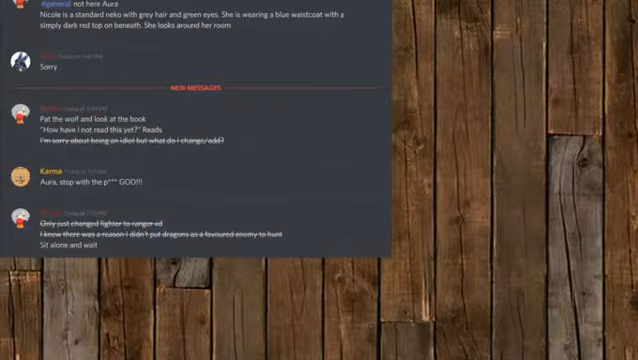 #general not here Aura
Nicole is a standard neko with grey hair and green eyes. She is wearing a blue waistcoat with a
simply dark red top on beneath. She looks around her room
Sorry
NEW MESSAGES
Pat the wolf and look at the book
"How have I not read this yet?" Reads
I'm sorry about being an idiot but what do i change/add?
Karma
Aura, stop with the p*** GOD!!!
Only just changed fighter to ranger xd
I knew there was a reason I didn't put dragons as a favoured enemy to hunt
Sit alone and wait